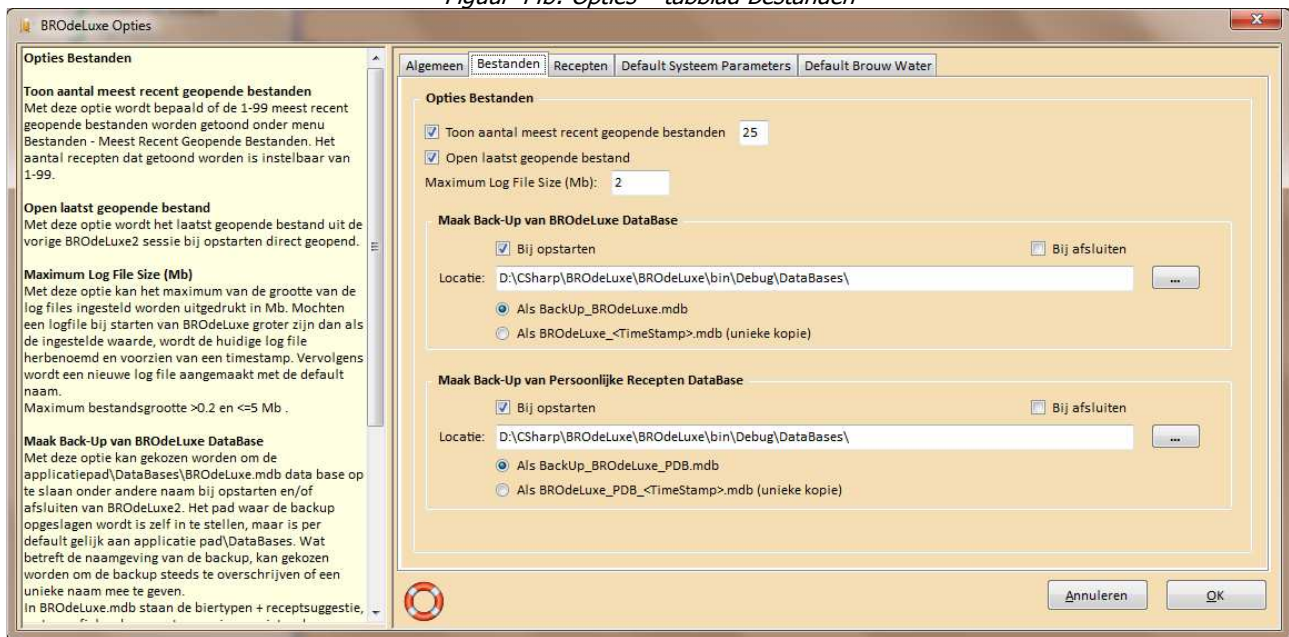 Figuur 44b: Opties - tabblad Bestanden
BROdeLuxe Opties
Opties Bestanden
Toon aantal meest recent geopende bestanden
Met deze optie wordt bepaald of de 1-99 meest recent
geopende bestanden worden getoond onder menu
Bestanden - Meest Recent Geopende Bestanden. Het
aantal recepten dat getoond worden is instelbaar van
1-99.
Open laatst geopende bestand
Met deze optie wordt het laatst geopende bestand uit de
vorige BROdeLuxe2 sessie bij opstarten direct geopend.
Maximum Log File Size (Mb)
Met deze optie kan het maximum van de grootte van de
log files ingesteld worden uitgedrukt in Mb. Mochten
een logfile bij starten van BROdeLuxe groter zijn dan als
de ingestelde waarde, wordt de huidige log file
herbenoemd en voorzien van een timestamp. Vervolgens
wordt een nieuwe log file aangemaakt met de default
naam.
Maximum bestandsgrootte >0.2 en <=5 Mb .
Maak Back-Up van BROdeLuxe DataBase
Met deze optie kan gekozen worden om de
applicatiepad\DataBases\BROdeLuxe.mdb data base op
te slaan onder andere naam bij opstarten en/of
afsluiten van BROdeLuxe2. Het pad waar de backup
opgeslagen wordt is zelf in te stellen, maar is per
default gelijk aan applicatie pad\DataBases. Wat
betreft de naamgeving van de backup, kan gekozen
worden om de backup steeds te overschrijven of een
unieke naam mee te geven.
In BROdeLuxe.mdb staan de biertypen + receptsuggestie,
Algemeen Bestanden Recepten Default Systeem Parameters Default Brouw Water
Opties Bestanden
Toon aantal meest recent geopende bestanden 25
Open laatst geopende bestand
Maximum Log File Size (Mb): 2
Maak Back-Up van BROdeLuxe DataBase
Bij opstarten Bij afsluiten
Locatie: D:\CSharp\BROdeLuxe\BROdeLuxe\bin\Debug\DataBases\ ...
Als BackUp_BROdeLuxe.mdb
Als BROdeLuxe_<TimeStamp>.mdb (unieke kopie)
Maak Back-Up van Persoonlijke Recepten DataBase
Bij opstarten Bij afsluiten
Locatie: D:\CSharp\BROdeLuxe\BROdeLuxe\bin\Debug\DataBases\ ...
Als BackUp_BROdeLuxe_PDB.mdb
Als BROdeLuxe_PDB_<TimeStamp>.mdb (unieke kopie)
Annuleren OK